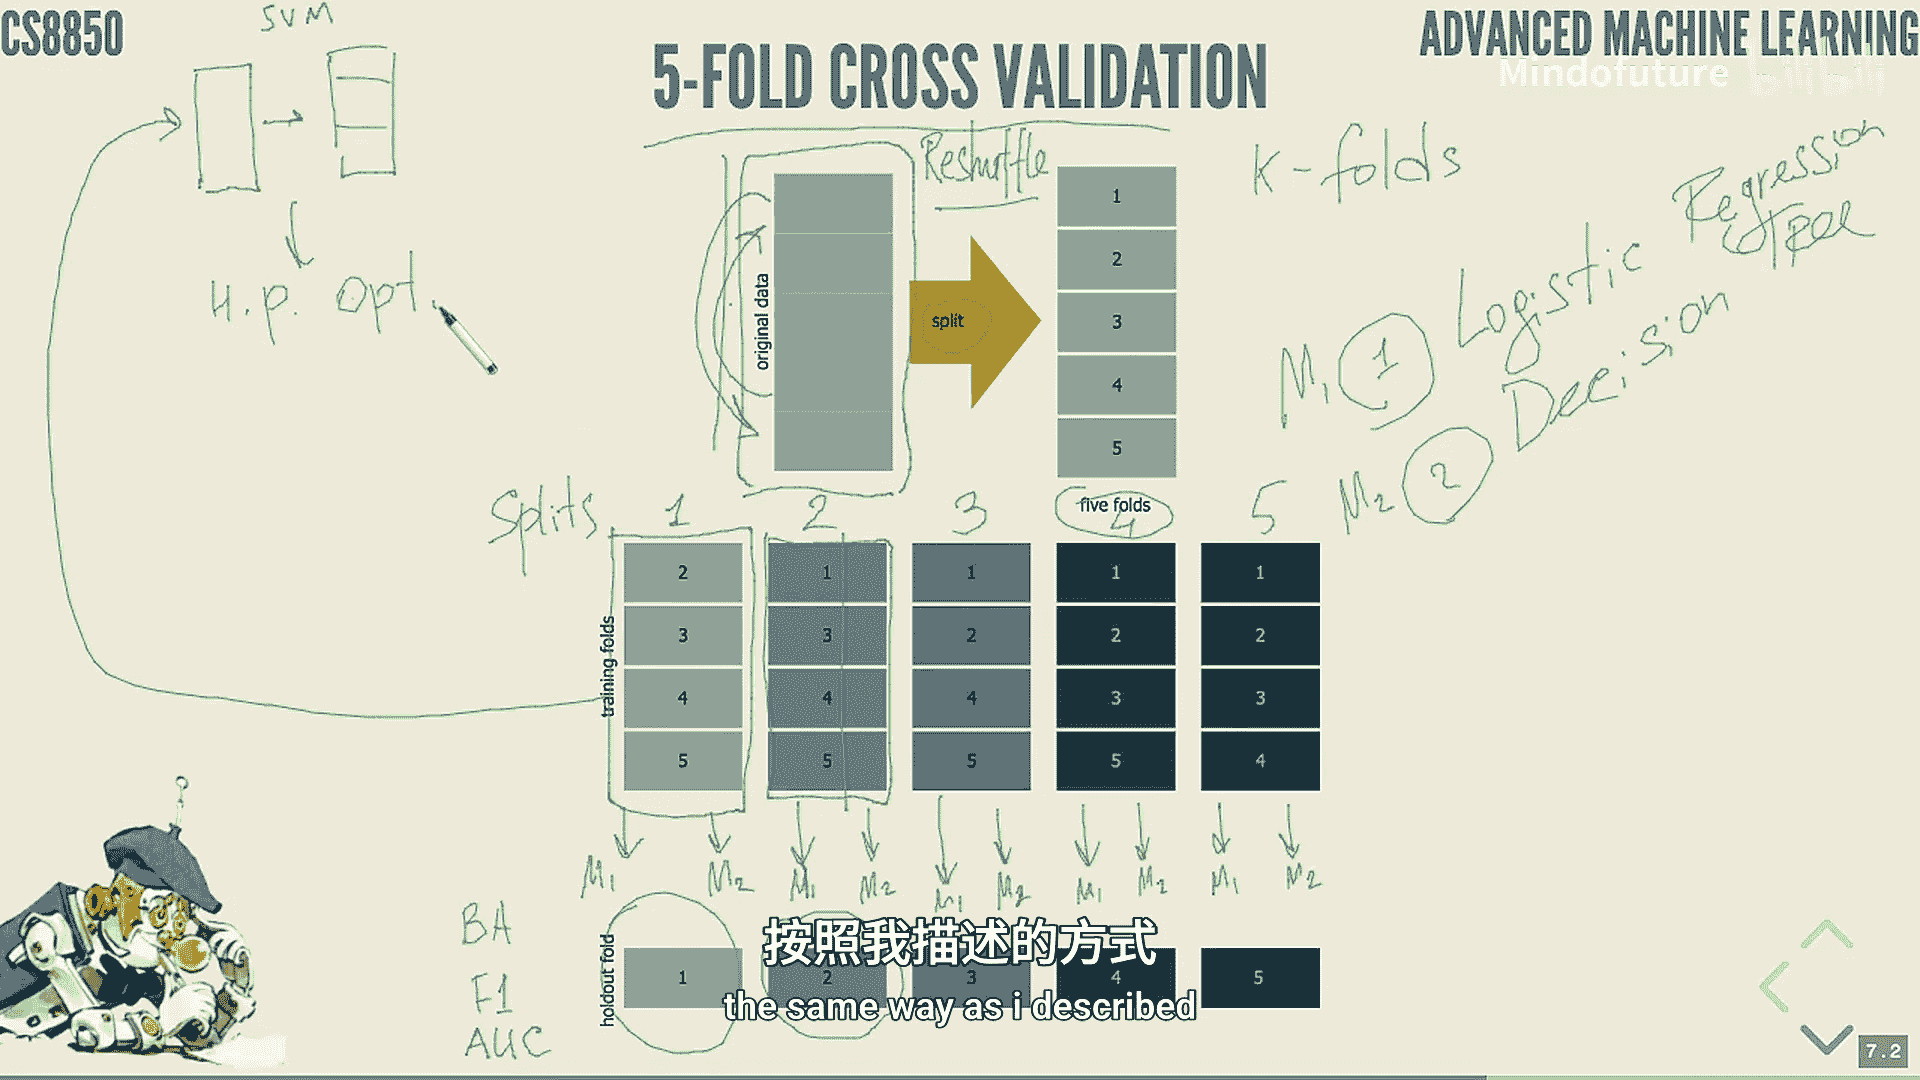 CS8850
SVM
ADVANCED MACHINE LEARNING
Mindofuture
5-FOLD CROSS VALIDATION
Reshuffle
K-folds
H.P. Opt.
original data
split
1
2
3
4
5
five folds
M1 1 Logistic Regression
M2 2 Decision Tree
Splits 1 2 3 4 5
training folds
2 1 1 1 1
3 3 2 2 2
4 4 4 3 3
5 5 5 5 4
M1 M2 M1 M2 M1 M2 M1 M2 M1 M2
BA
F1
AUC
holdout fold
1 2 3 4 5
按照我描述的方式
the same way as i described
7.2